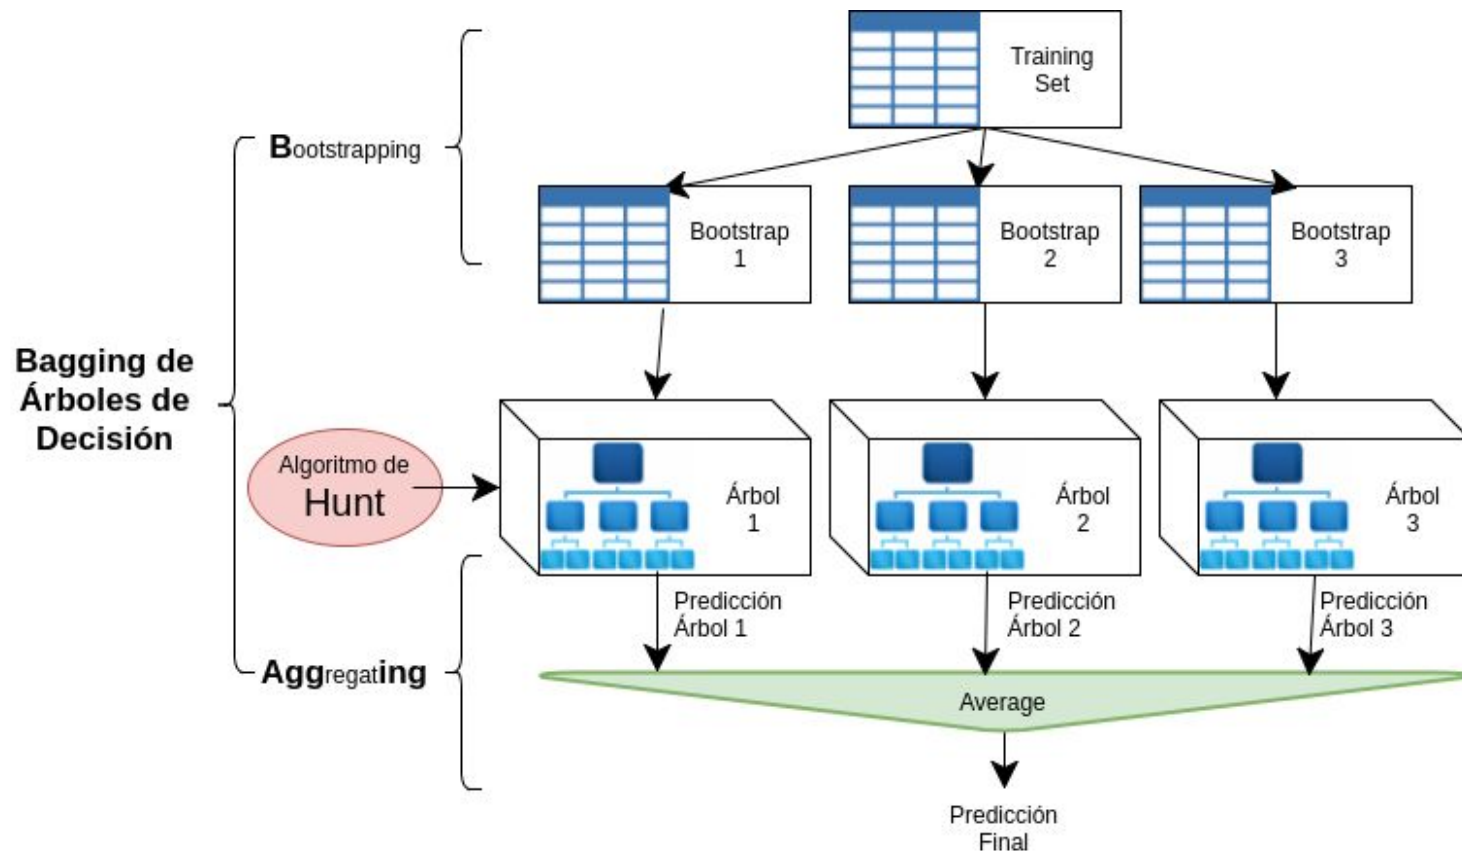 Training
Set
Bootstrapping
Bootstrap
1
Bootstrap
2
Bootstrap
3
Bagging de
Árboles de
Decisión
Algoritmo de
Hunt
Árbol
1
Árbol
2
Árbol
3
Predicción
Árbol 1
Predicción
Árbol 2
Predicción
Árbol 3
Aggregating
Average
Predicción
Final